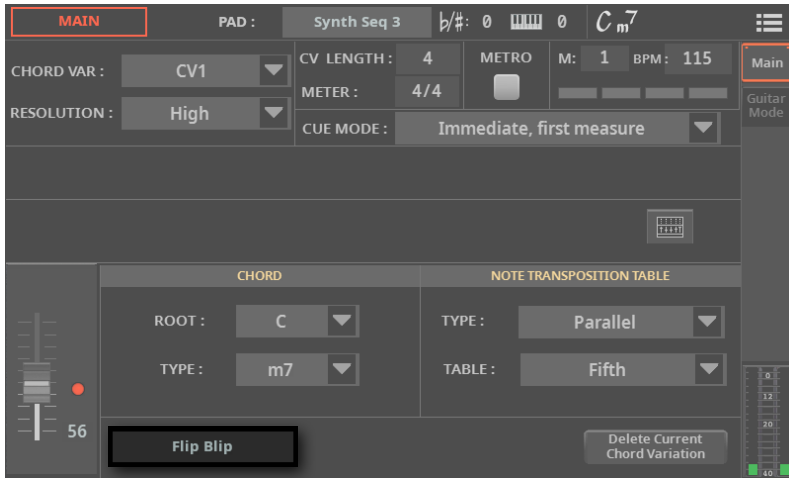 MAIN PAD : Synth Seq 3 ♭/♯: 0 0 C m7
CHORD VAR : CV1 CV LENGTH : 4 METRO M: 1 BPM: 115 Main
METER : 4/4
RESOLUTION : High
Guitar
Mode
CUE MODE : Immediate, first measure
CHORD NOTE TRANSPOSITION TABLE
ROOT : C TYPE : Parallel
TYPE : m7 TABLE : Fifth
0
12
20
40
56
Flip Blip
Delete Current
Chord Variation